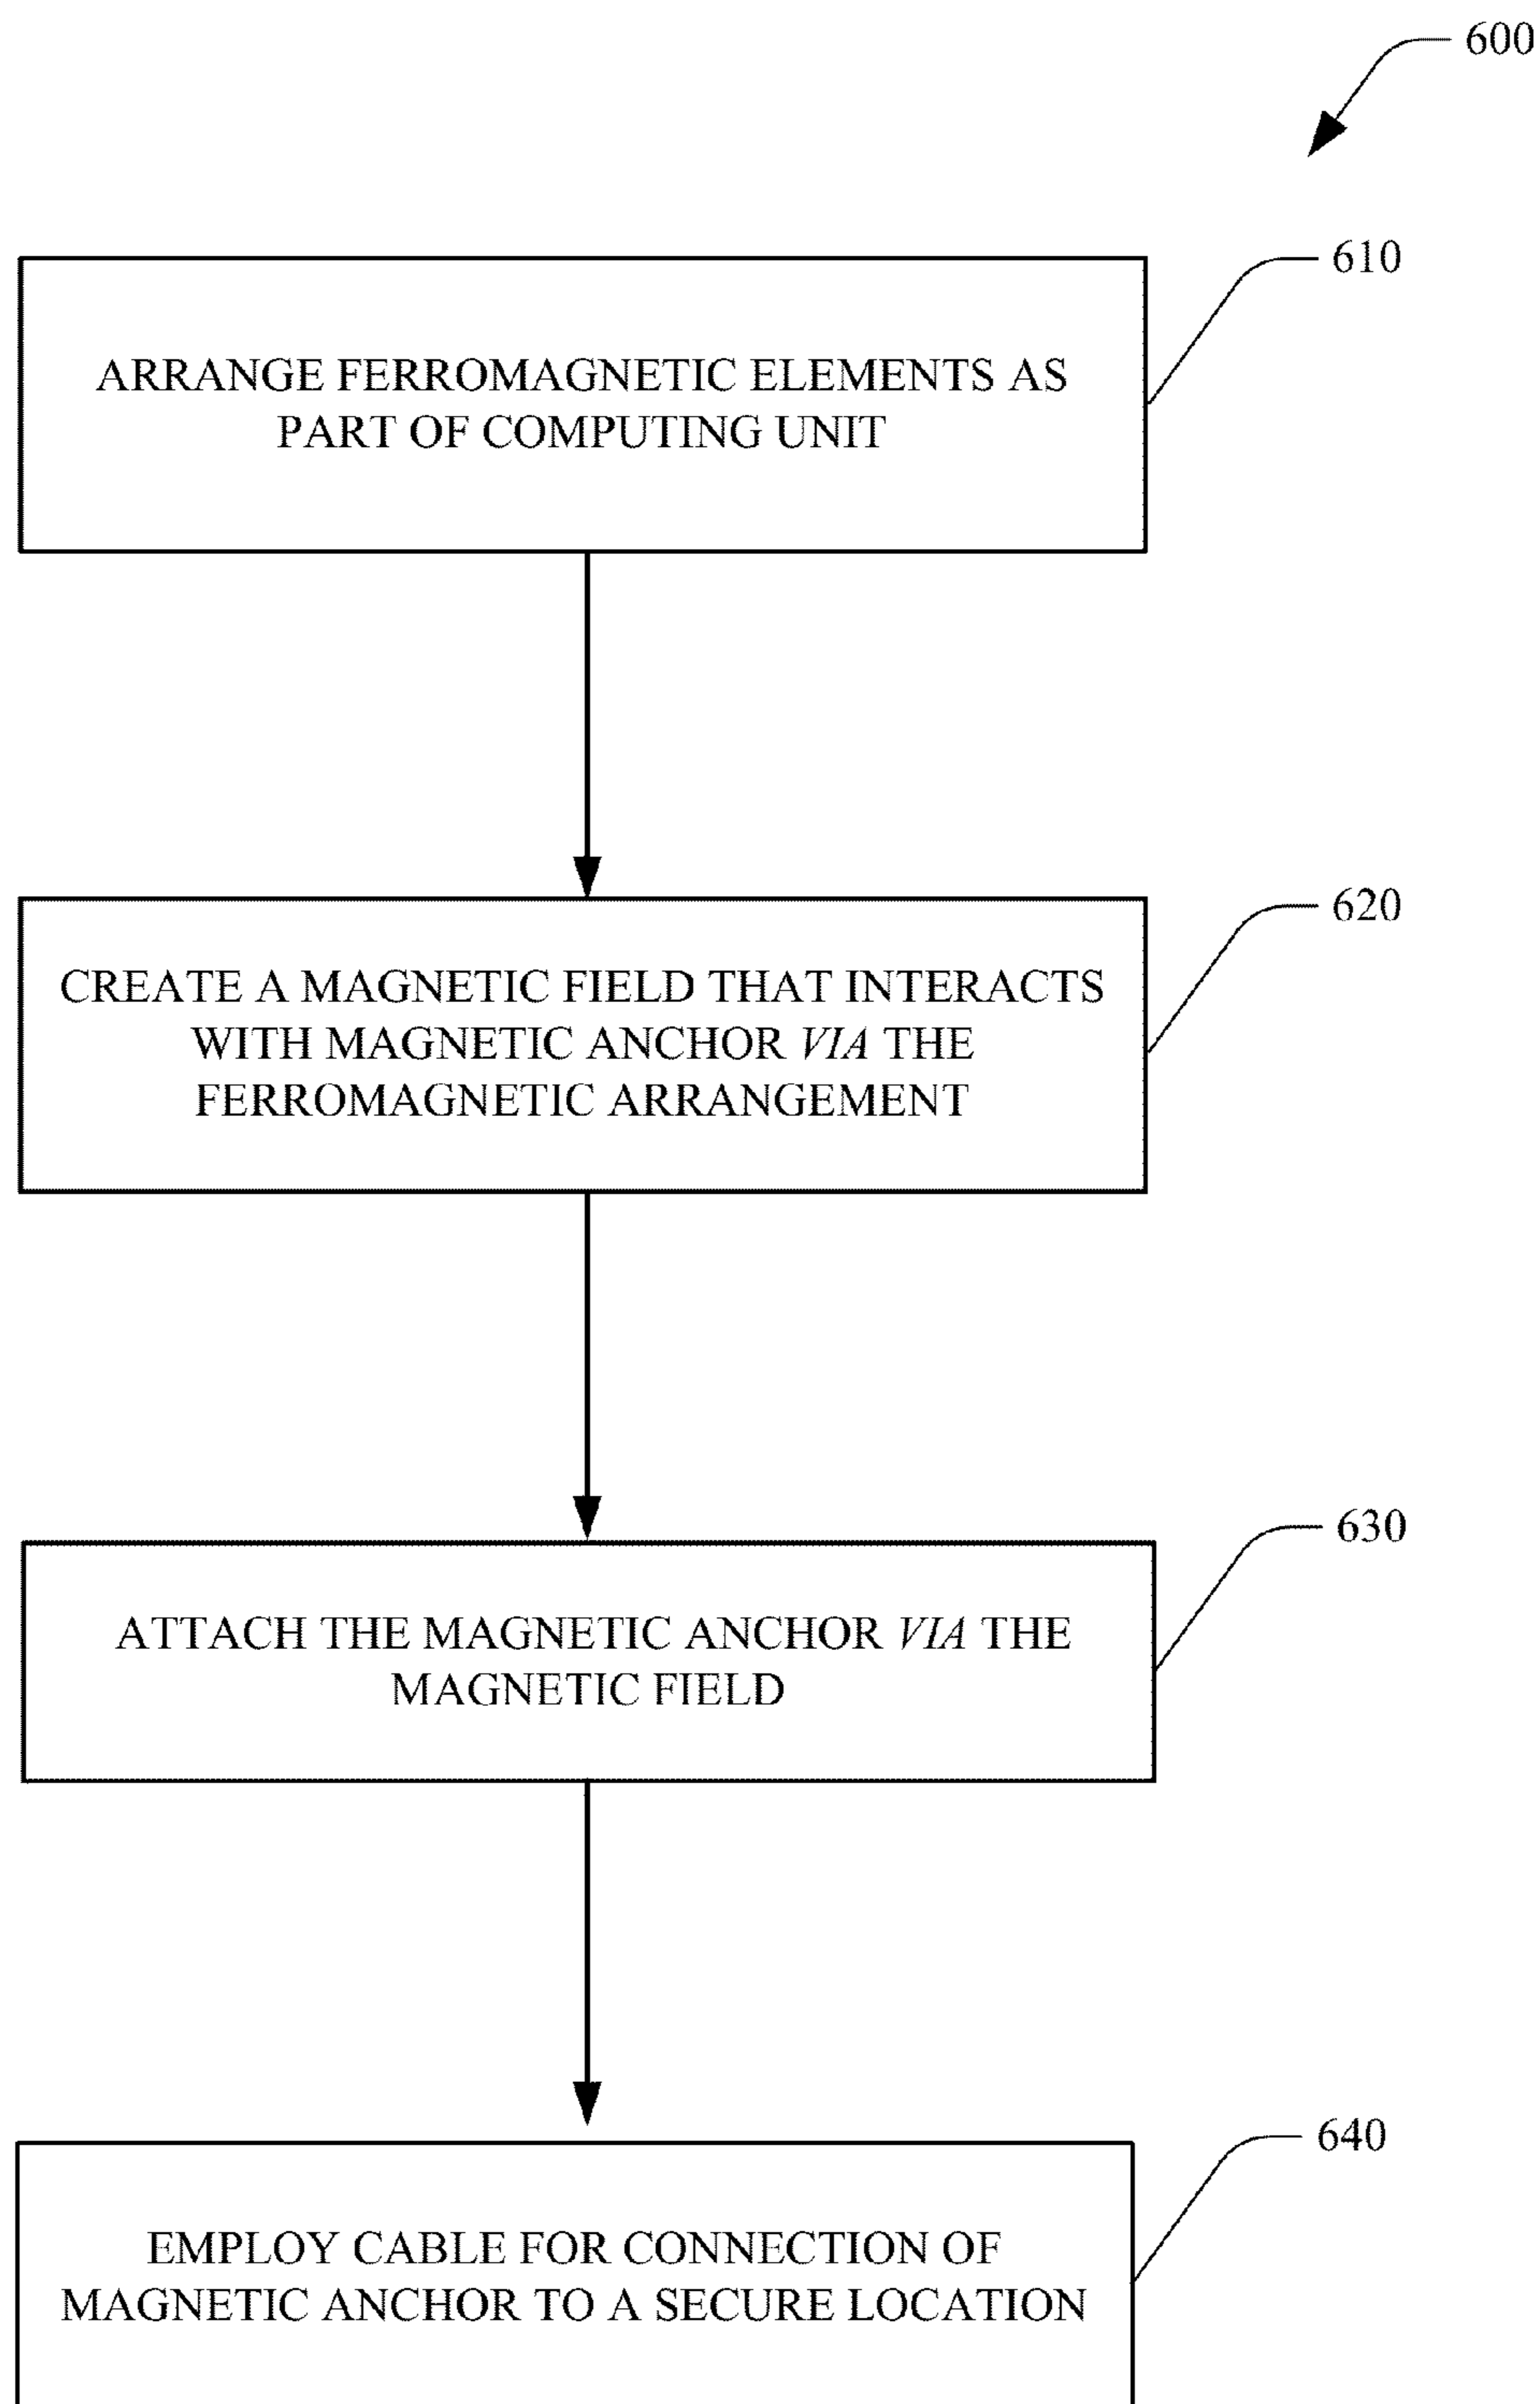 600
610
ARRANGE FERROMAGNETIC ELEMENTS AS
PART OF COMPUTING UNIT
620
CREATE A MAGNETIC FIELD THAT INTERACTS
WITH MAGNETIC ANCHOR VIA THE
FERROMAGNETIC ARRANGEMENT
630
ATTACH THE MAGNETIC ANCHOR VIA THE
MAGNETIC FIELD
640
EMPLOY CABLE FOR CONNECTION OF
MAGNETIC ANCHOR TO A SECURE LOCATION